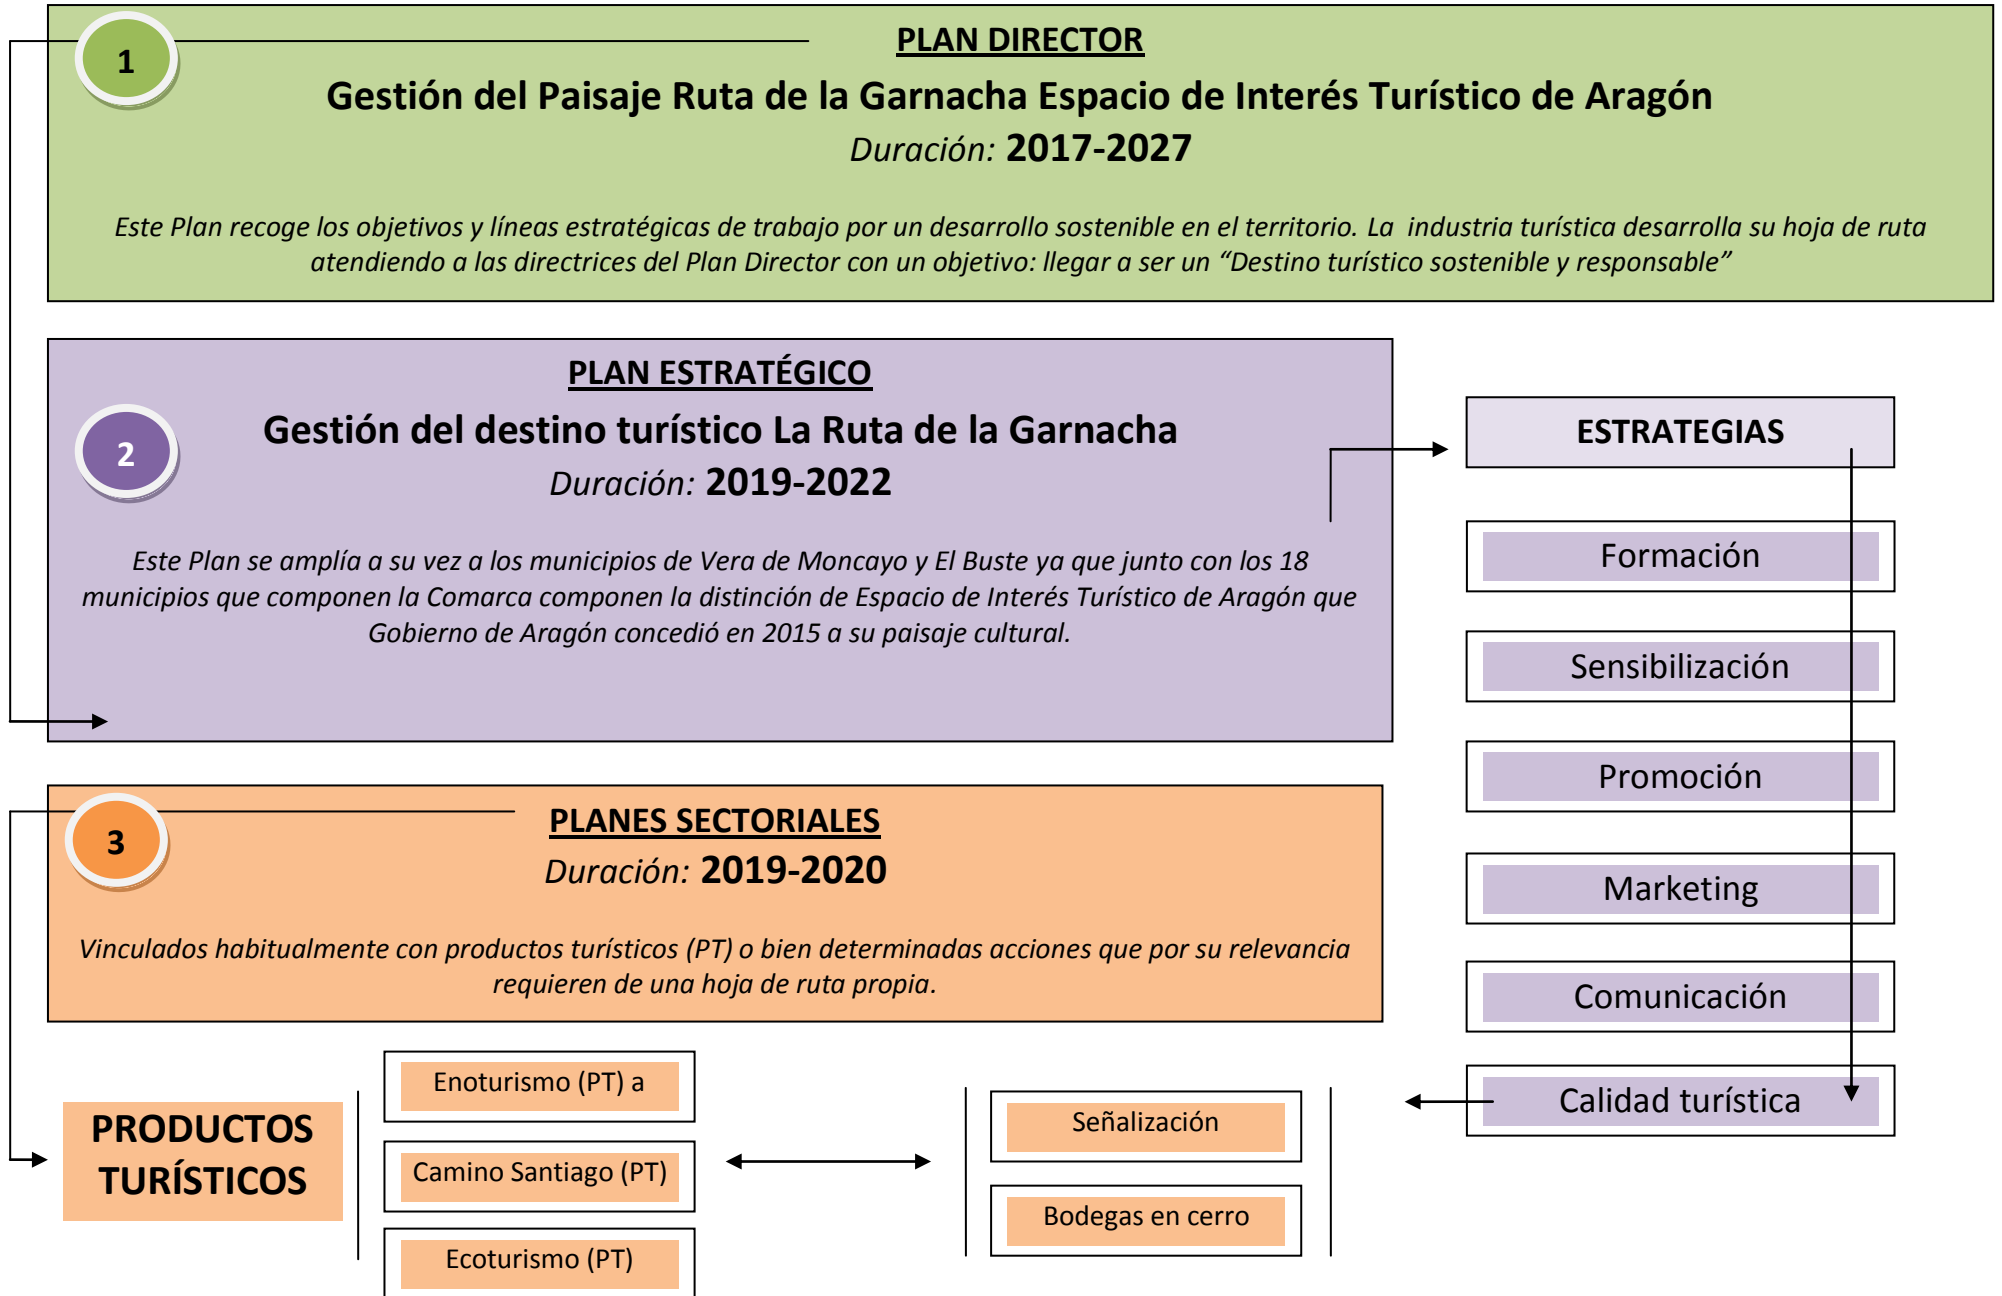 1
PLAN DIRECTOR
Gestión del Paisaje Ruta de la Garnacha Espacio de Interés Turístico de Aragón
Duración: 2017-2027
Este Plan recoge los objetivos y líneas estratégicas de trabajo por un desarrollo sostenible en el territorio. La industria turística desarrolla su hoja de ruta
atendiendo a las directrices del Plan Director con un objetivo: llegar a ser un “Destino turístico sostenible y responsable”
2
PLAN ESTRATÉGICO
Gestión del destino turístico La Ruta de la Garnacha
Duración: 2019-2022
Este Plan se amplía a su vez a los municipios de Vera de Moncayo y El Buste ya que junto con los 18
municipios que componen la Comarca componen la distinción de Espacio de Interés Turístico de Aragón que
Gobierno de Aragón concedió en 2015 a su paisaje cultural.
ESTRATEGIAS
Formación
Sensibilización
Promoción
Marketing
Comunicación
Calidad turística
3
PLANES SECTORIALES
Duración: 2019-2020
Vinculados habitualmente con productos turísticos (PT) o bien determinadas acciones que por su relevancia
requieren de una hoja de ruta propia.
PRODUCTOS
TURÍSTICOS
Enoturismo (PT) a
Camino Santiago (PT)
Ecoturismo (PT)
Señalización
Bodegas en cerro